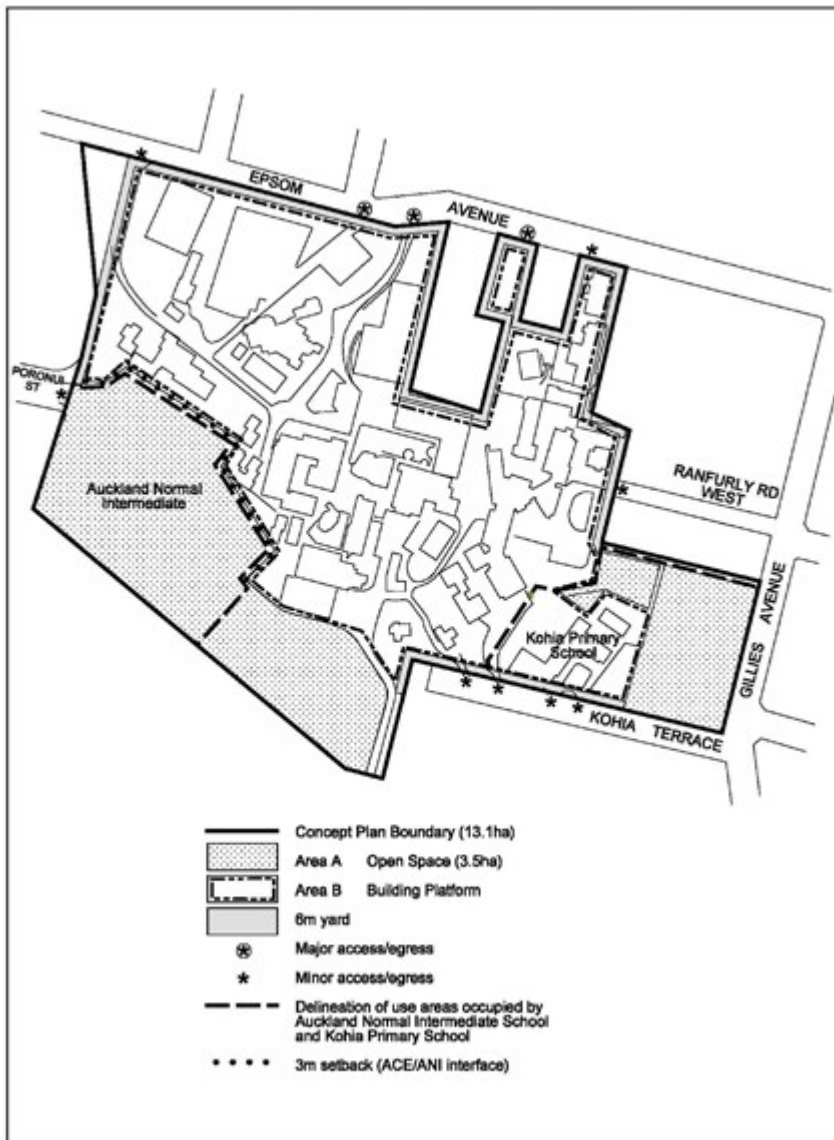 EPSOM
AVENUE
PORONUI
ST
Auckland Normal
Intermediate
RANFURLY RD
WEST
Kohia Primary
School
GILLIES AVENUE
KOHIA TERRACE
Concept Plan Boundary (13.1ha)
Area A Open Space (3.5ha)
Area B Building Platform
6m yard
Major access/egress
Minor access/egress
Delineation of use areas occupied by
Auckland Normal Intermediate School
and Kohia Primary School
3m setback (ACE/ANI interface)